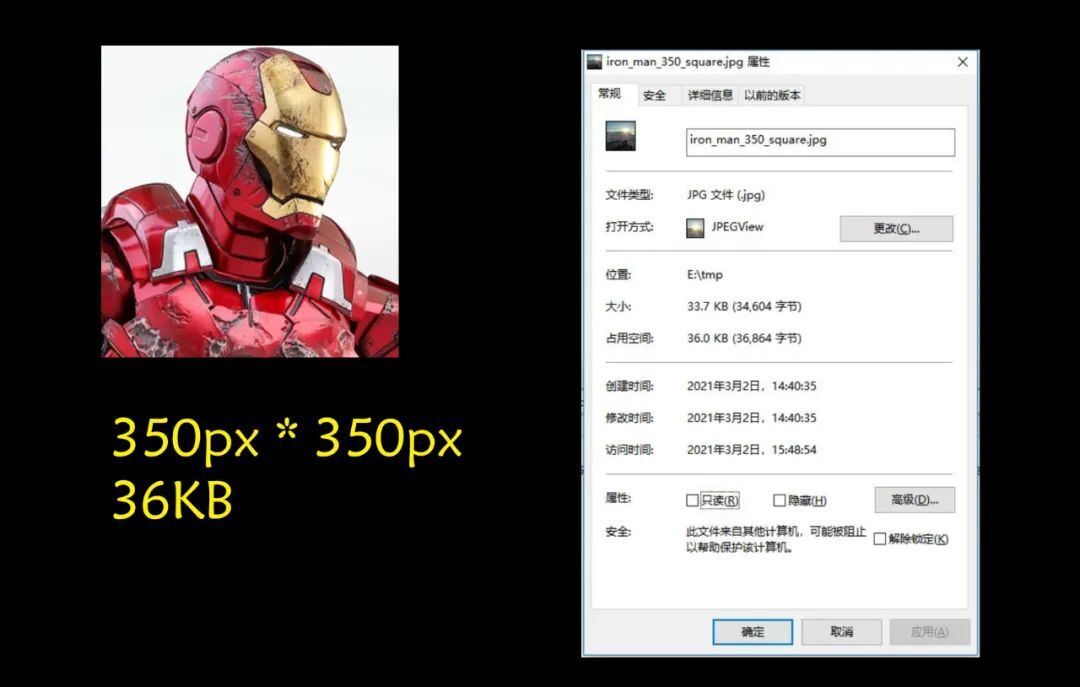 350px * 350px
36KB
iron_man_350_square.jpg 属性
常规 安全 详细信息 以前的版本
iron_man_350_square.jpg
文件类型: JPG 文件 (.jpg)
打开方式: JPEGView 更改(C)...
位置: E:\tmp
大小: 33.7 KB (34,604 字节)
占用空间: 36.0 KB (36,864 字节)
创建时间: 2021年3月2日，14:40:35
修改时间: 2021年3月2日，14:40:35
访问时间: 2021年3月2日，15:48:54
属性: 只读(R) 隐藏(H) 高级(D)...
安全: 此文件来自其他计算机，可能被阻止
以帮助保护该计算机。 解除锁定(K)
确定 取消 应用(A)